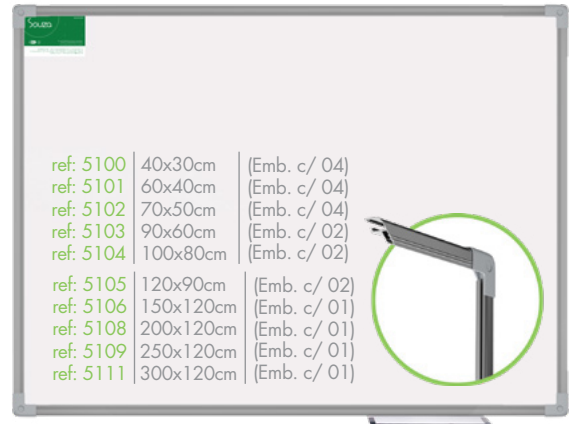 Souza
ref: 5100 40x30cm (Emb. c/ 04)
ref: 5101 60x40cm (Emb. c/ 04)
ref: 5102 70x50cm (Emb. c/ 04)
ref: 5103 90x60cm (Emb. c/ 02)
ref: 5104 100x80cm (Emb. c/ 02)
ref: 5105 120x90cm (Emb. c/ 02)
ref: 5106 150x120cm (Emb. c/ 01)
ref: 5108 200x120cm (Emb. c/ 01)
ref: 5109 250x120cm (Emb. c/ 01)
ref: 5111 300x120cm (Emb. c/ 01)